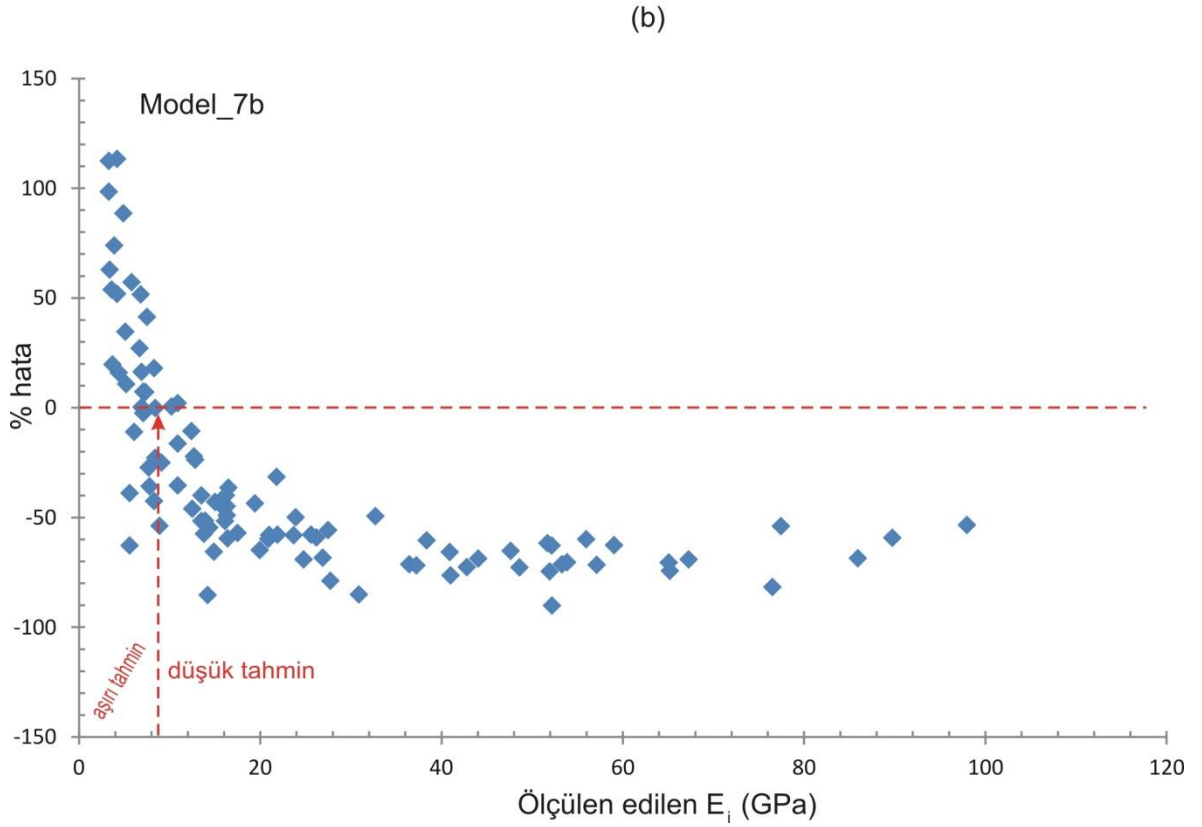 (b)
150
Model_7b
100
50
0
-50
-100
-150
% hata
aşırı tahmin
düşük tahmin
0 20 40 60 80 100 120
Ölçülen edilen Ei (GPa)